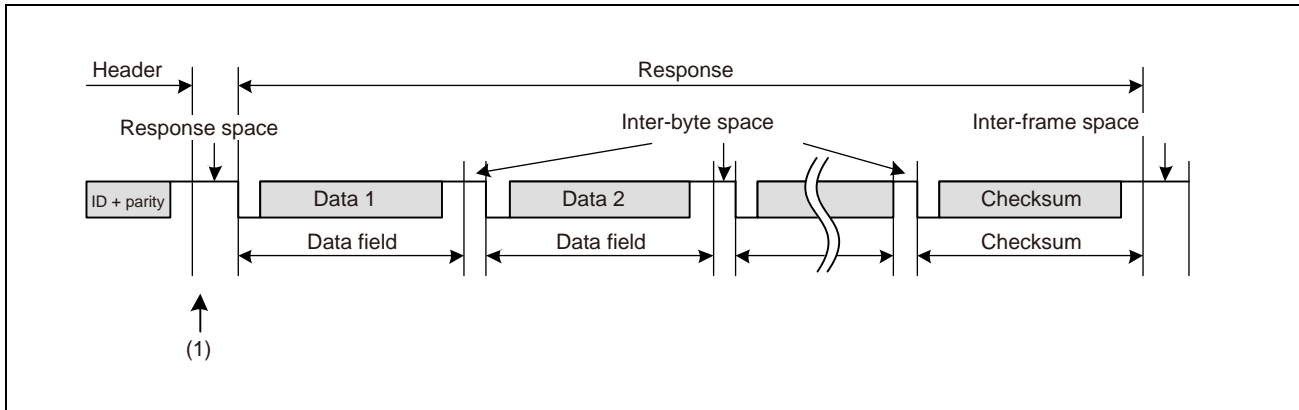 Header
Response
Response space
Inter-byte space
Inter-frame space
ID + parity
Data 1
Data 2
Checksum
Data field
Data field
Checksum
(1)